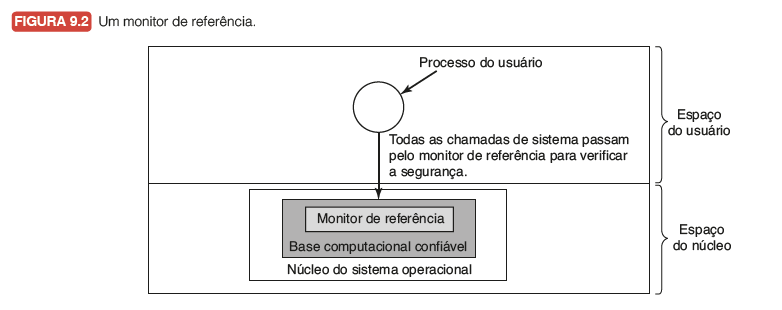 FIGURA 9.2 Um monitor de referência.
Processo do usuário
Todas as chamadas de sistema passam
pelo monitor de referência para verificar
a segurança.
Espaço
do usuário
Monitor de referência
Base computacional confiável
Núcleo do sistema operacional
Espaço
do núcleo